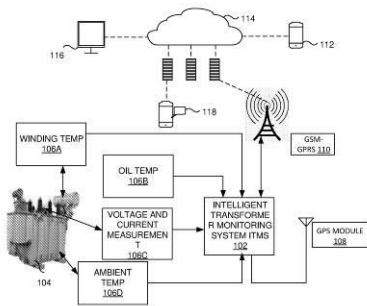 114
116
112
118
WINDING TEMP
106A
OIL TEMP
106B
GSM-
GPRS 110
VOLTAGE AND
CURRENT
MEASUREMEN
T
106C
INTELLIGENT
TRANSFORME
R MONITORING
SYSTEM ITMS
102
GPS MODULE
108
104
AMBIENT
TEMP 106D